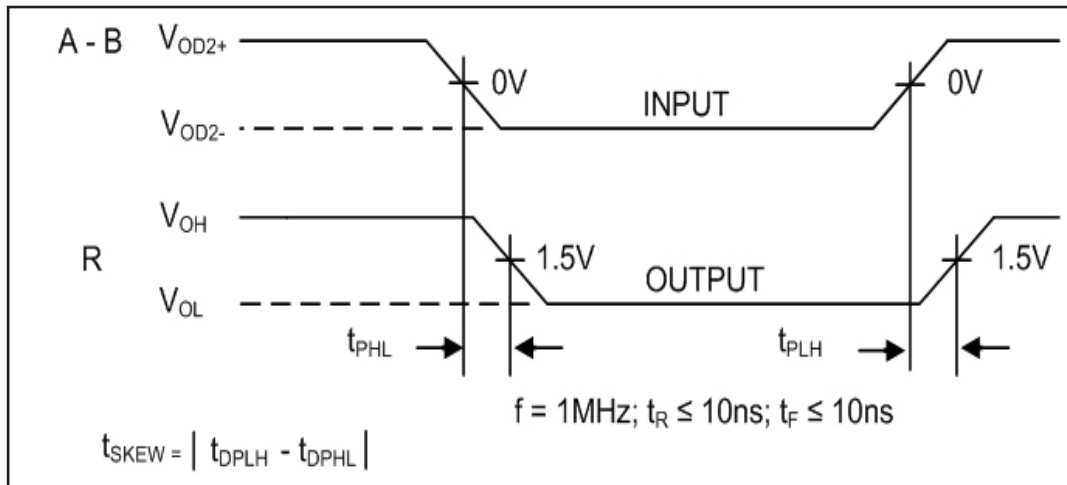 A - B
V_OD2+
0V
0V
INPUT
V_OD2-
V_OH
R
1.5V
1.5V
OUTPUT
V_OL
t_PHL
t_PLH
f = 1MHz; t_R ≤ 10ns; t_F ≤ 10ns
t_SKEW = | t_DPLH - t_DPHL |